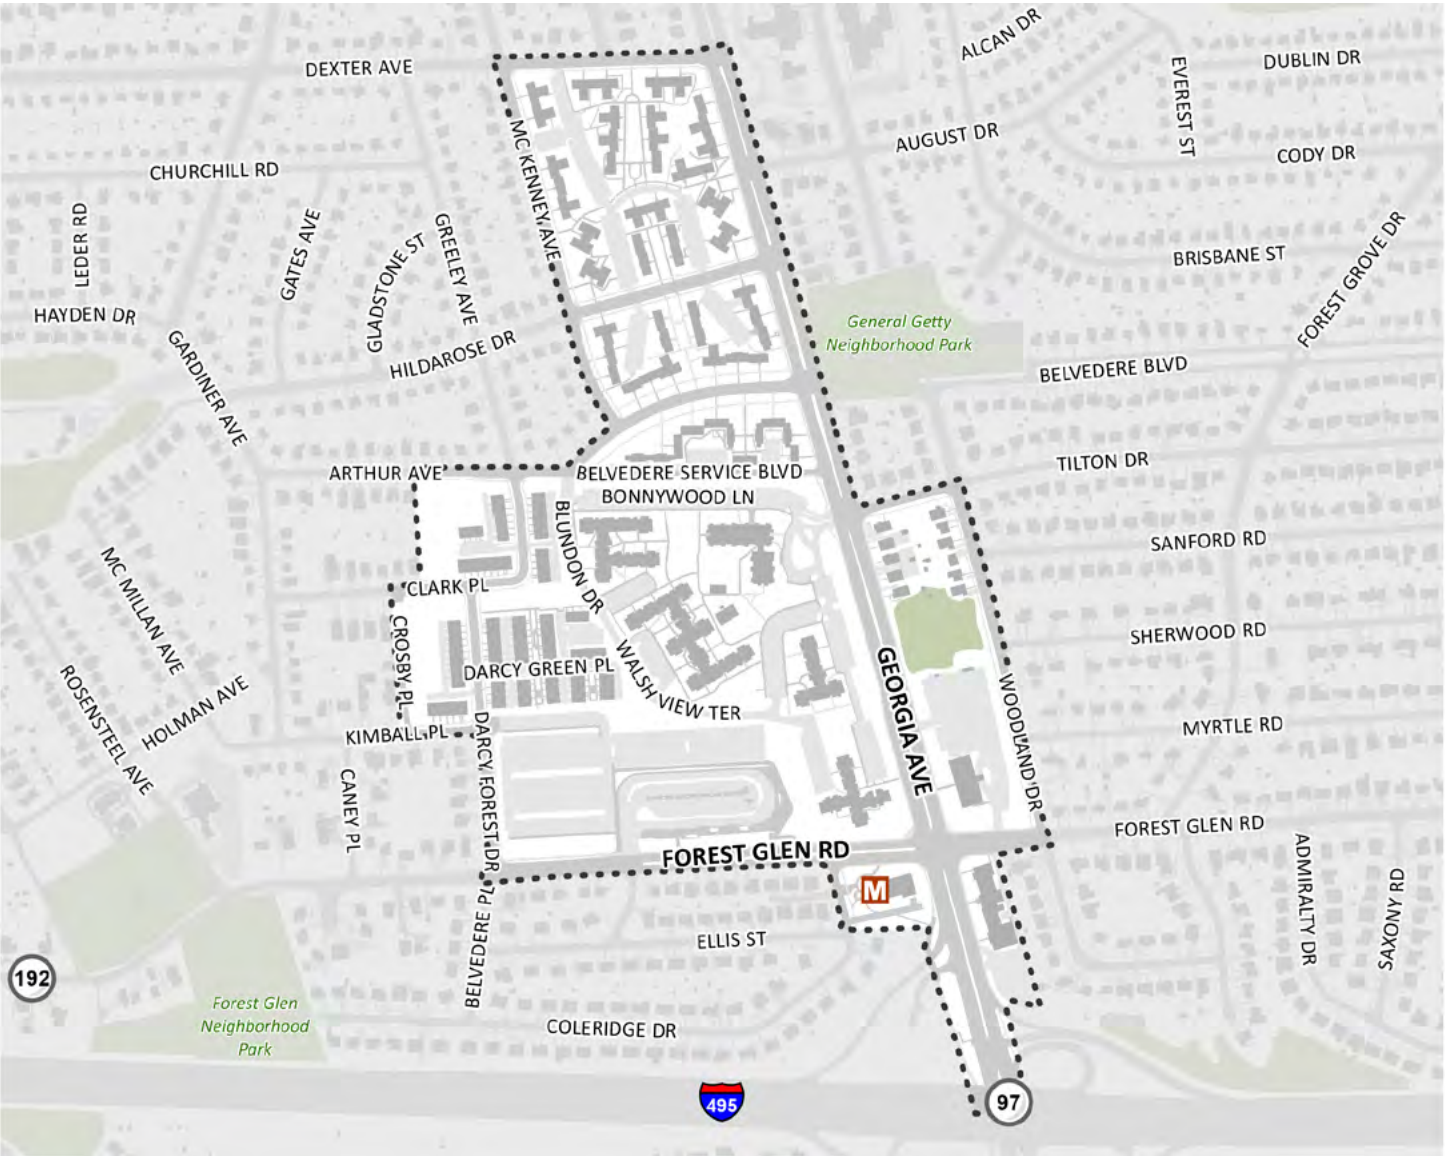 ALCAN DR
DUBLIN DR
DEXTER AVE
EVEREST ST
AUGUST DR
CODY DR
CHURCHILL RD
MC KENNEY AVE
LEDER RD
GATES AVE
GLADSTONE ST
GREELEY AVE
BRISBANE ST
FOREST GROVE DR
HAYDEN DR
General Getty
Neighborhood Park
GARDINER AVE
HILDAROSE DR
BELVEDERE BLVD
ARTHUR AVE
BELVEDERE SERVICE BLVD
TILTON DR
BONNYWOOD LN
BLUNDON DR
SANFORD RD
MC MILLAN AVE
CLARK PL
CROSBY PL
SHERWOOD RD
DARCY GREEN PL
WALSH VIEW TER
GEORGIA AVE
WOODLAND DR
ROSENSTEEL AVE
HOLMAN AVE
KIMBALL PL
MYRTLE RD
DARCY FOREST DR
CANEY PL
FOREST GLEN RD
FOREST GLEN RD
M
ADMIRALTY DR
SAXONY RD
BELVEDERE PL
ELLIS ST
192
Forest Glen
Neighborhood
Park
COLERIDGE DR
495
97